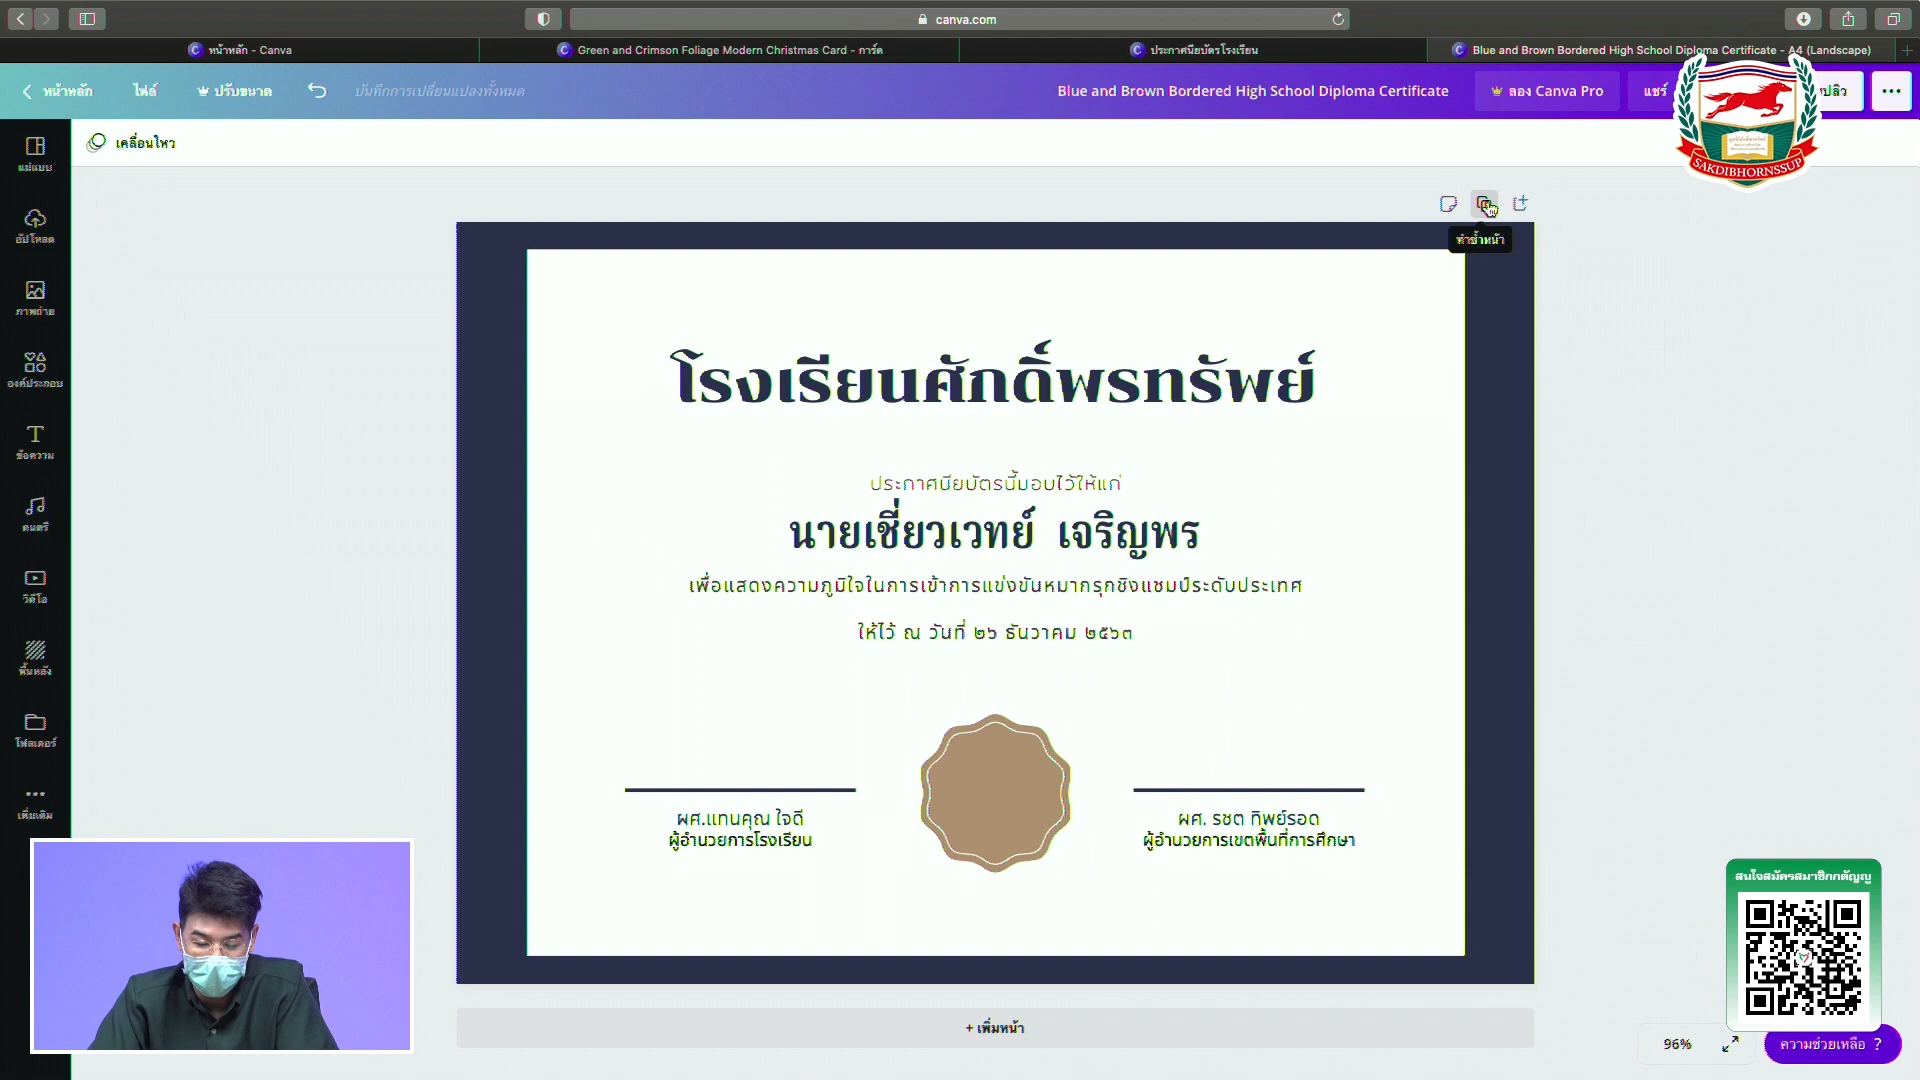 canva.com
หน้าหลัก - Canva
Green and Crimson Foliage Modern Christmas Card - การ์ด
ประกาศนียบัตรโรงเรียน
Blue and Brown Bordered High School Diploma Certificate - A4 (Landscape)
หน้าหลัก
ไฟล์
ปรับขนาด
บันทึกการเปลี่ยนแปลงทั้งหมด
Blue and Brown Bordered High School Diploma Certificate
ลอง Canva Pro
แชร์
SAKDIBHORNSSUP
เคลื่อนไหว
แม่แบบ
อัปโหลด
ภาพถ่าย
องค์ประกอบ
ข้อความ
ดนตรี
วิดีโอ
พื้นหลัง
โฟลเดอร์
เพิ่มเติม
ทำซ้ำหน้า
โรงเรียนศักดิ์พรทรัพย์
ประกาศนียบัตรนี้มอบไว้ให้แก่
นายเชี่ยวเวทย์ เจริญพร
เพื่อแสดงความภูมิใจในการเข้าการแข่งขันหมากรุกชิงแชมป์ระดับประเทศ
ให้ไว้ ณ วันที่ ๒๖ ธันวาคม ๒๕๖๓
ผศ.แทนคุณ ใจดี
ผู้อำนวยการโรงเรียน
ผศ. รชต ทิพย์รอด
ผู้อำนวยการเขตพื้นที่การศึกษา
+ เพิ่มหน้า
สนใจสมัครสมาชิกกตัญญู
96%
ความช่วยเหลือ ?